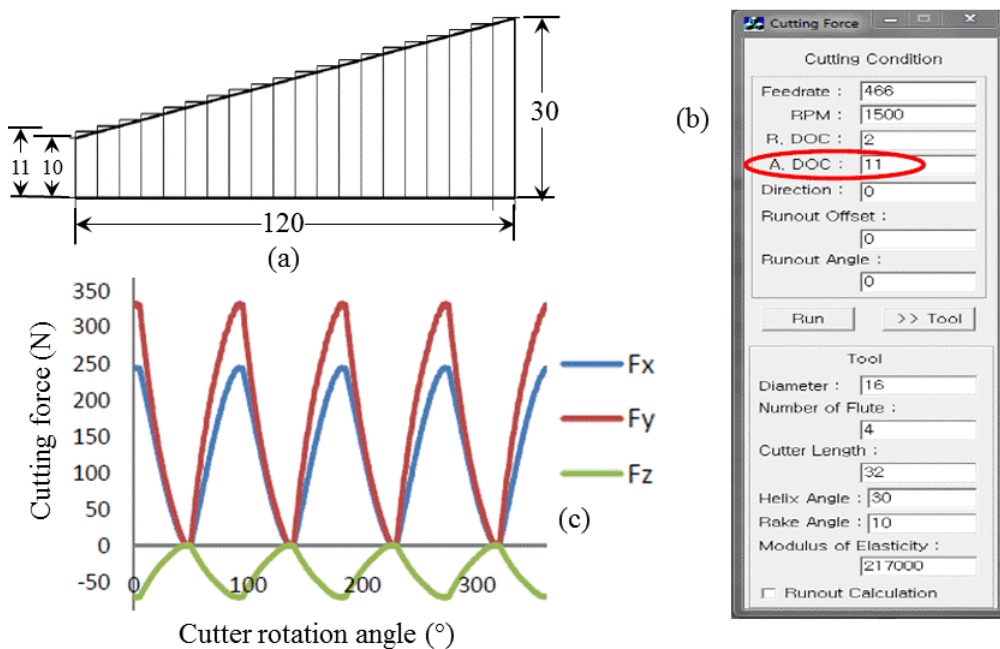 11
10
30
120
(a)
(b)
Cutting Force
Cutting Condition
Feedrate : 466
RPM : 1500
R, DOC : 2
A, DOC : 11
Direction : 0
Runout Offset :
0
Runout Angle :
0
Run >> Tool
Tool
Diameter : 16
Number of Flute :
4
Cutter Length :
32
Helix Angle : 30
Rake Angle : 10
Modulus of Elasticity :
217000
Runout Calculation
Cutting force (N)
350
300
250
200
150
100
50
0
-50
0 100 200 300
Fx
Fy
Fz
(c)
Cutter rotation angle (°)